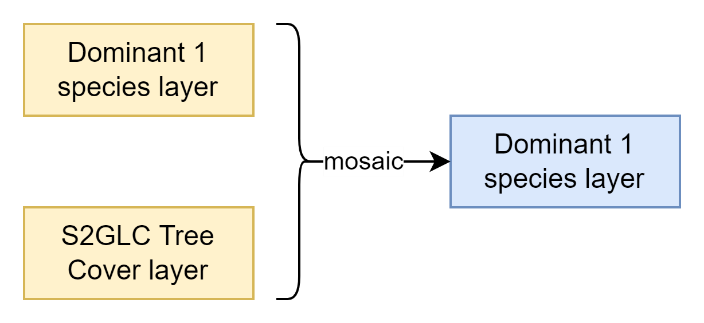 Dominant 1
species layer
S2GLC Tree
Cover layer
mosaic
Dominant 1
species layer